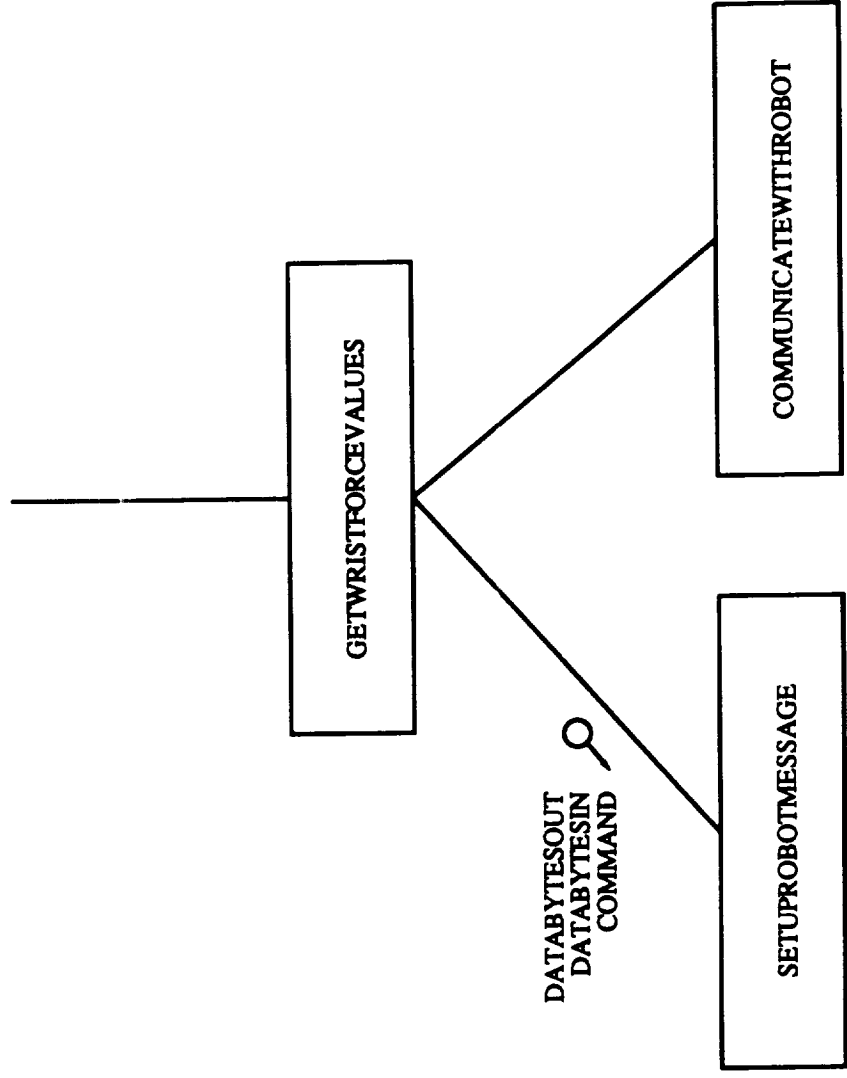 GETWRISTFORCEVALUES
DATABYTESOUT
DATABYTESIN
COMMAND
SETUPROBOTMESSAGE
COMMUNICATEWITHROBOT